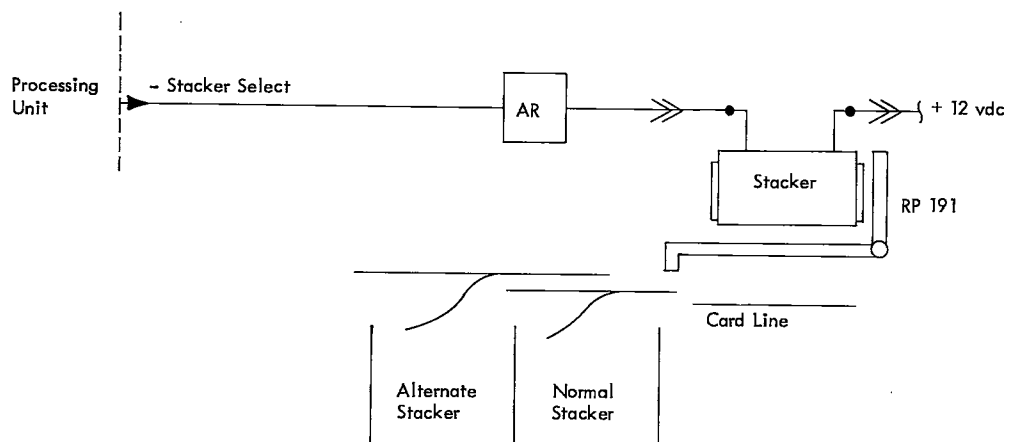 Processing
Unit
- Stacker Select
AR
+ 12 vdc
Stacker
RP 191
Card Line
Alternate
Stacker
Normal
Stacker